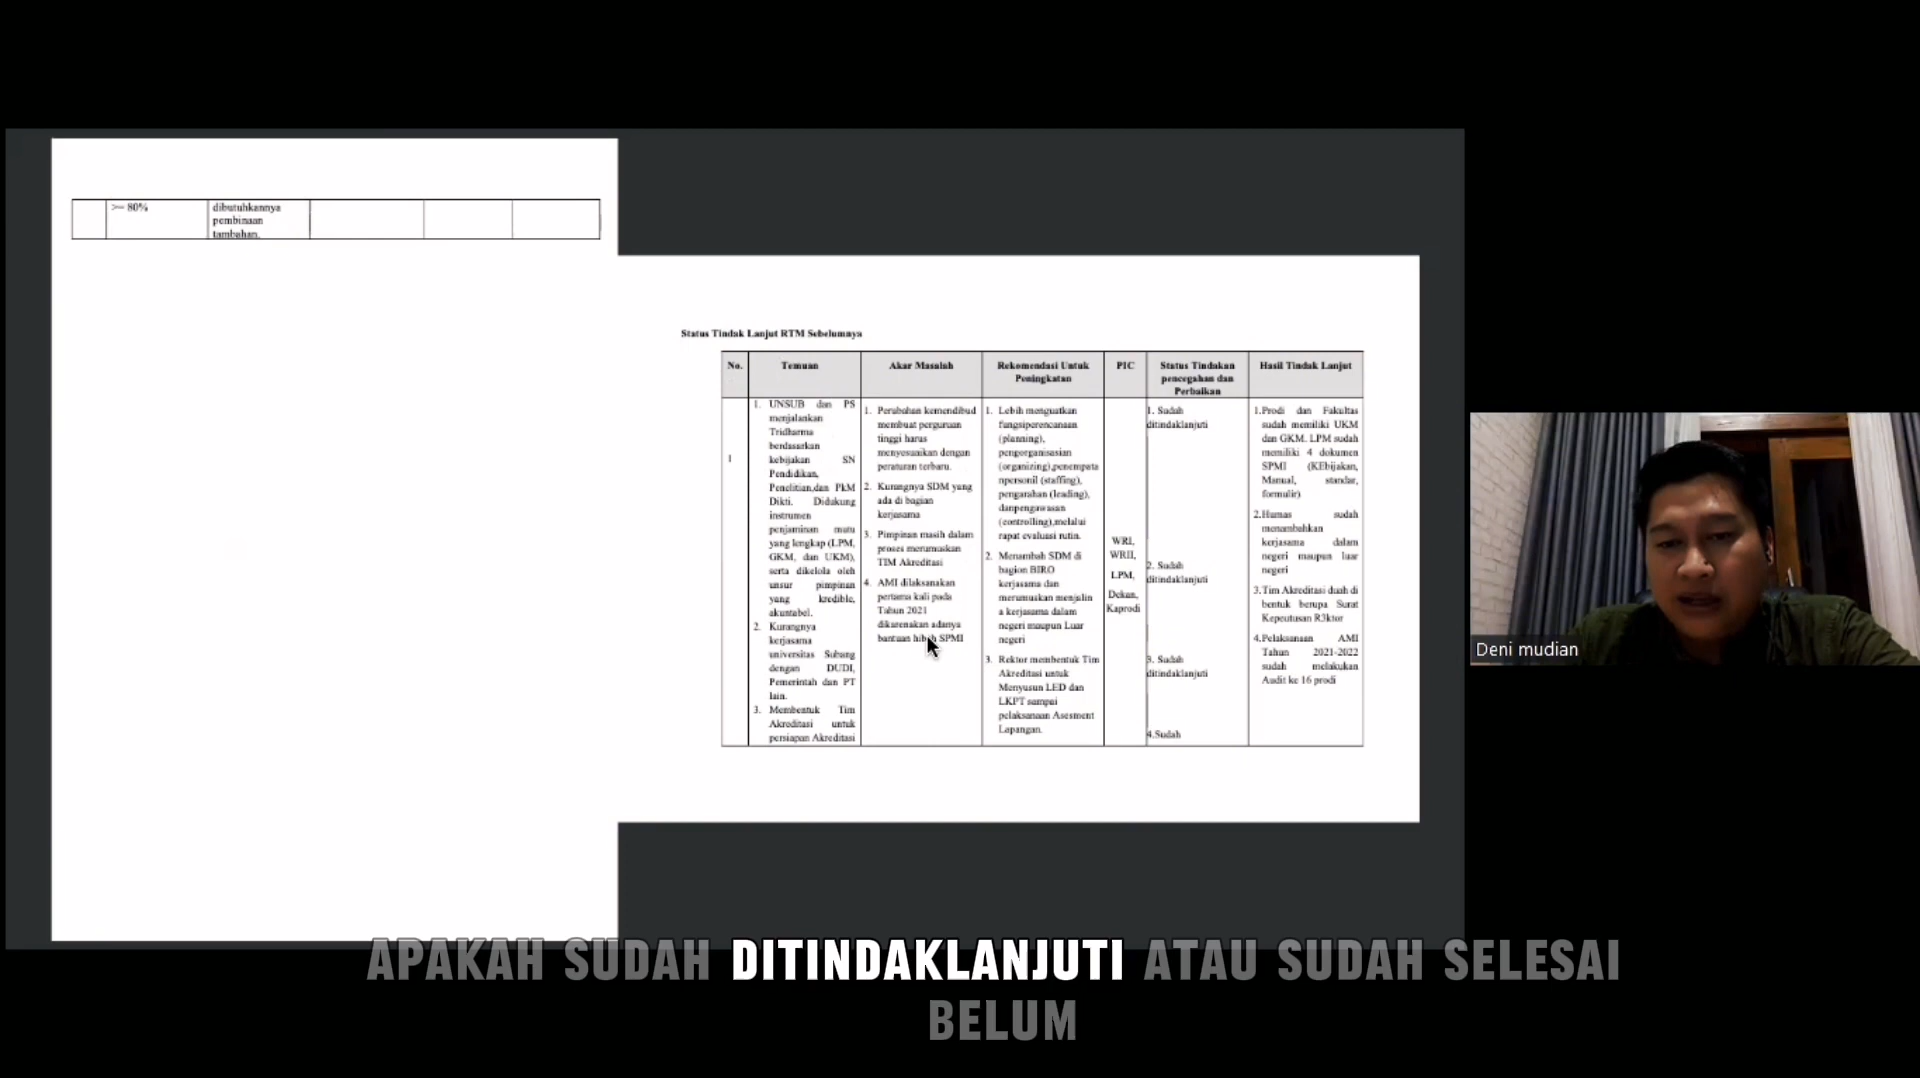 >= 80%
dibutuhkannya
pembinaan
tambahan.
Status Tindak Lanjut RTM Sebelumnya
No.
Temuan
Akar Masalah
Rekomendasi Untuk
Peningkatan
PIC
Status Tindakan
pencegahan dan
Perbaikan
Hasil Tindak Lanjut
1
1. UNSUB dan PS
menjalankan
Tridharma
berdasarkan
kebijakan SN
Pendidikan,
Penelitian,dan PkM
Dikti. Didukung
instrumen
penjaminan mutu
yang lengkap (LPM,
GKM, dan UKM),
serta dikelola oleh
unsur pimpinan
yang kredible,
akuntabel.
2. Kurangnya
kerjasama
universitas Subang
dengan DUDI,
Pemerintah dan PT
lain.
3. Membentuk Tim
Akreditasi untuk
persiapan Akreditasi
1. Perubahan kemendibud
membuat perguruan
tinggi harus
menyesuaikan dengan
peraturan terbaru.
2. Kurangnya SDM yang
ada di bagian
kerjasama
3. Pimpinan masih dalam
proses merumuskan
TIM Akreditasi
4. AMI dilaksanakan
pertama kali pada
Tahun 2021
dikarenakan adanya
bantuan hibah SPMI
1. Lebih menguatkan
fungsiperencanaan
(planning),
pengorganisasian
(organizing),penempata
npersonil (staffing),
pengarahan (leading),
danpengawasan
(controlling),melalui
rapat evaluasi rutin.
2. Menambah SDM di
bagion BIRO
kerjasama dan
merumuskan menjalin
a kerjasama dalam
negeri maupun Luar
negeri
3. Rektor membentuk Tim
Akreditasi untuk
Menyusun LED dan
LKPT sampai
pelaksanaan Asesment
Lapangan.
WRI,
WRII,
LPM,
Dekan,
Kaprodi
1. Sudah
ditindaklanjuti
2. Sudah
ditindaklanjuti
3. Sudah
ditindaklanjuti
4.Sudah
1.Prodi dan Fakultas
sudah memiliki UKM
dan GKM. LPM sudah
memiliki 4 dokumen
SPMI (KEbijakan,
Manual, standar,
formulir)
2.Humas sudah
menambahkan
kerjasama dalam
negeri maupun luar
negeri
3.Tim Akreditasi duah di
bentuk berupa Surat
Kepeutusan R3ktor
4.Pelaksanaan AMI
Tahun 2021-2022
sudah melakukan
Audit ke 16 prodi
Deni mudian
APAKAH SUDAH DITINDAKLANJUTI ATAU SUDAH SELESAI
BELUM